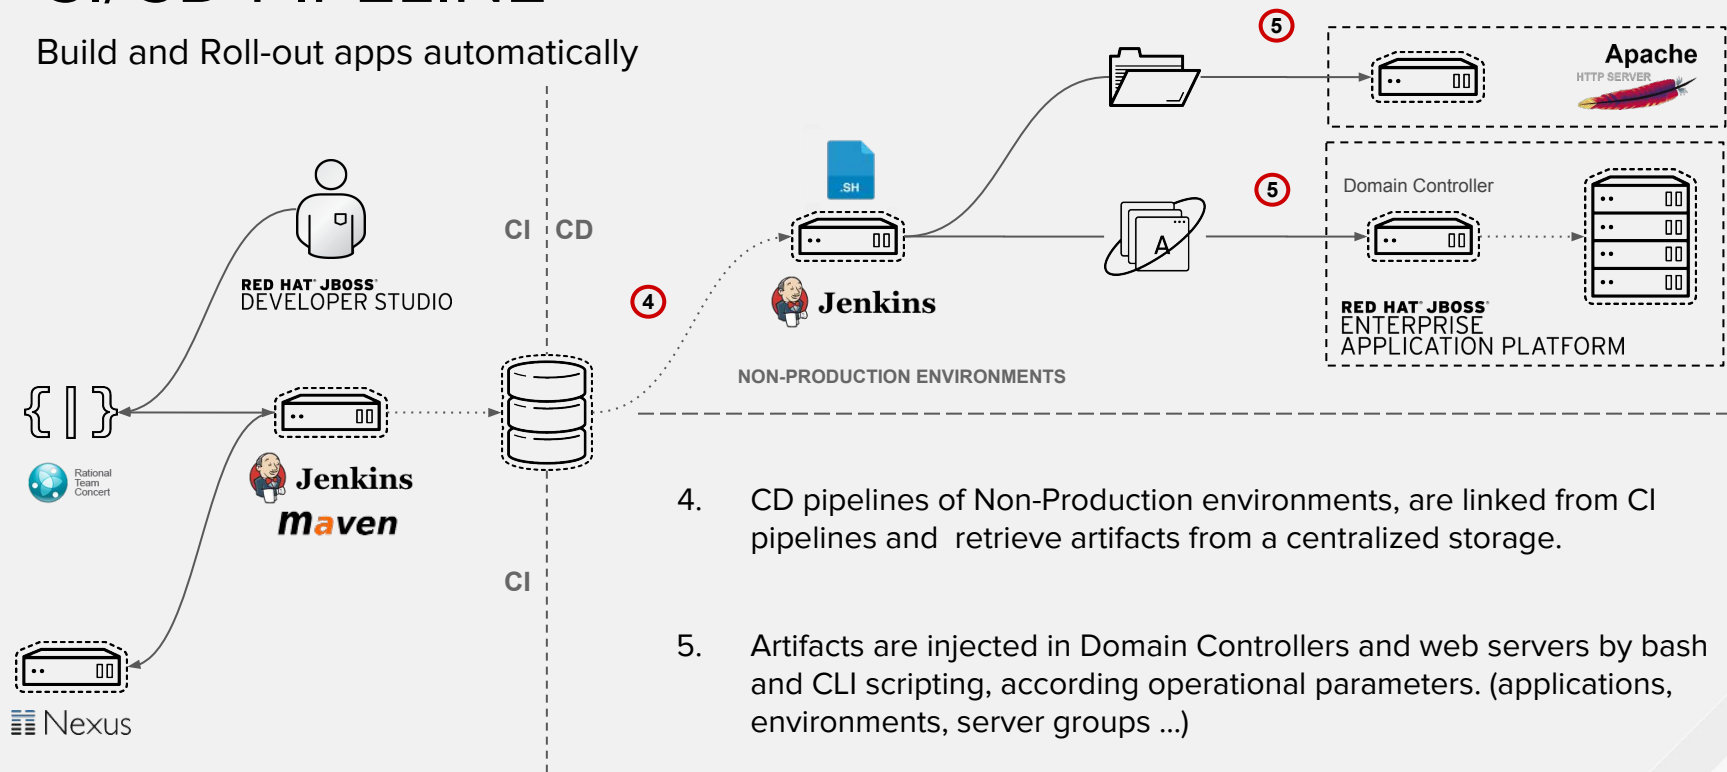 CI/CD PIPELINE
Build and Roll-out apps automatically
5
Apache
HTTP SERVER
.SH
CI
CD
5
Domain Controller
A
RED HAT® JBOSS®
DEVELOPER STUDIO
4
Jenkins
RED HAT® JBOSS®
ENTERPRISE
APPLICATION PLATFORM
NON-PRODUCTION ENVIRONMENTS
{|}
Rational
Team
Concert
Jenkins
maven
CI
Nexus
4. CD pipelines of Non-Production environments, are linked from CI
pipelines and retrieve artifacts from a centralized storage.
5. Artifacts are injected in Domain Controllers and web servers by bash
and CLI scripting, according operational parameters. (applications,
environments, server groups ...)